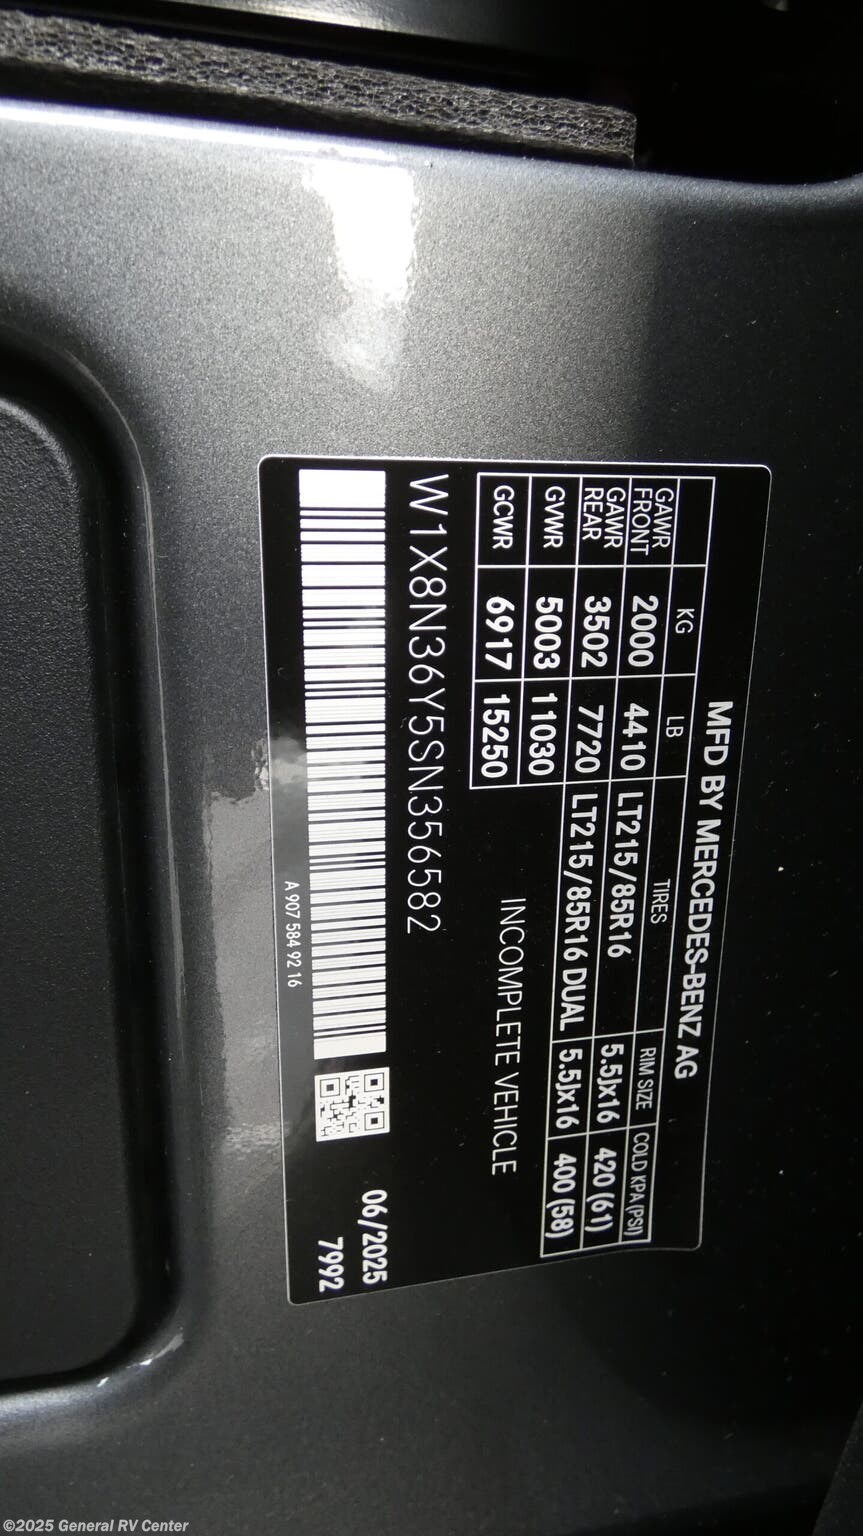 MFD BY MERCEDES-BENZ AG
KG LB TIRES RIM SIZE COLD KPA (PSI)
GAWR FRONT 2000 4410 LT215/85R16 5.5Jx16 420 (61)
GAWR REAR 3502 7720 LT215/85R16 DUAL 5.5Jx16 400 (58)
GVWR 5003 11030
GCWR 6917 15250
INCOMPLETE VEHICLE
W1X8N36Y5SN356582
06/2025
7992
A 907 584 92 16
©2025 General RV Center